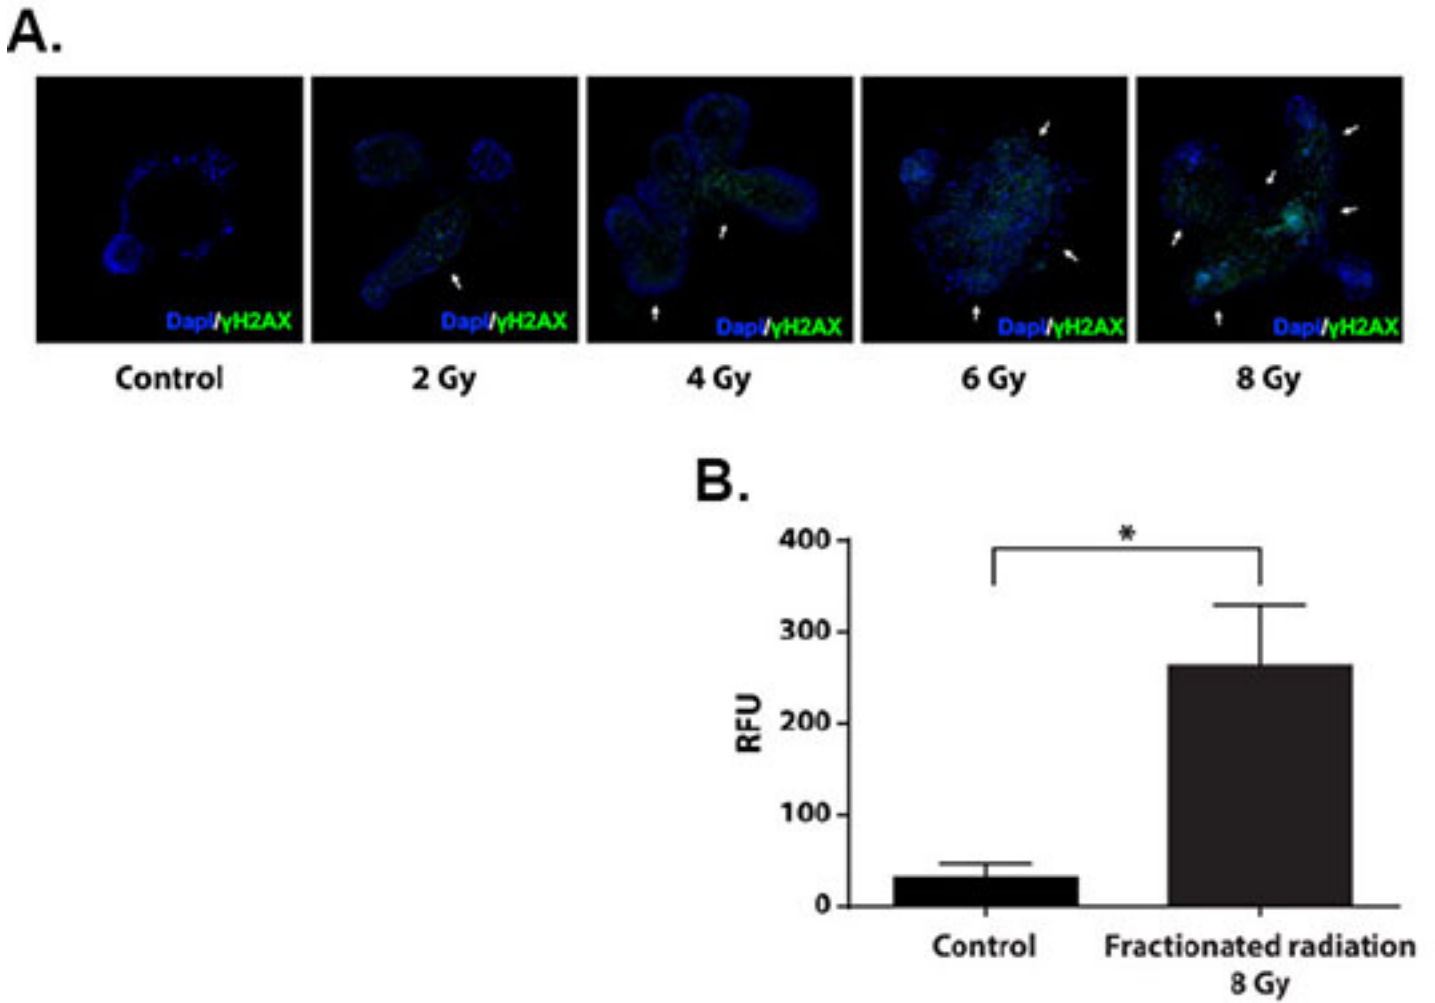 A.
Dapi/γH2AX Dapi/γH2AX Dapi/γH2AX Dapi/γH2AX Dapi/γH2AX
Control 2 Gy 4 Gy 6 Gy 8 Gy
B.
400
*
300
200
100
0
RFU
Control Fractionated radiation
8 Gy